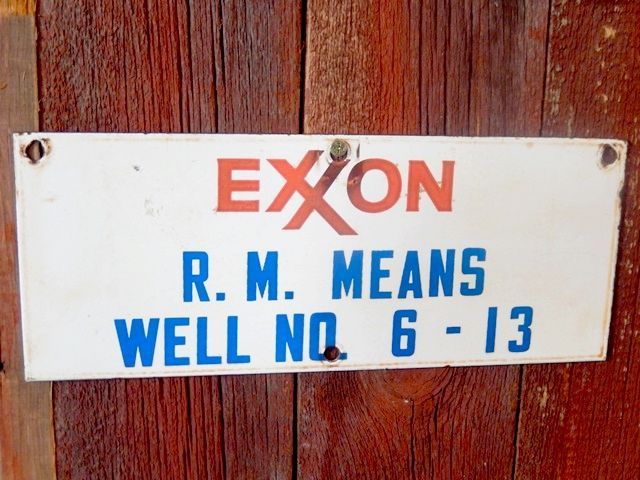 EXXON
R. M. MEANS
WELL NO. 6 - 13